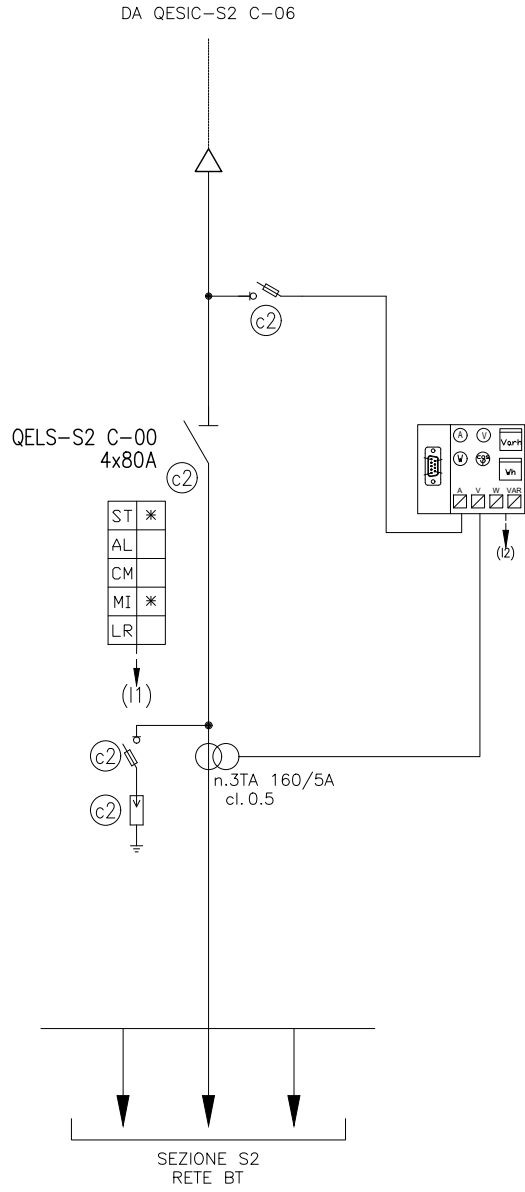 DA QESIC-S2 C-06
c2
QELS-S2 C-00
4x80A
c2
A V Varh
W cosφ Wh
A V W VAR
(I2)
ST *
AL
CM
MI *
LR
(I1)
c2
n.3TA 160/5A
cl. 0.5
c2
SEZIONE S2
RETE BT